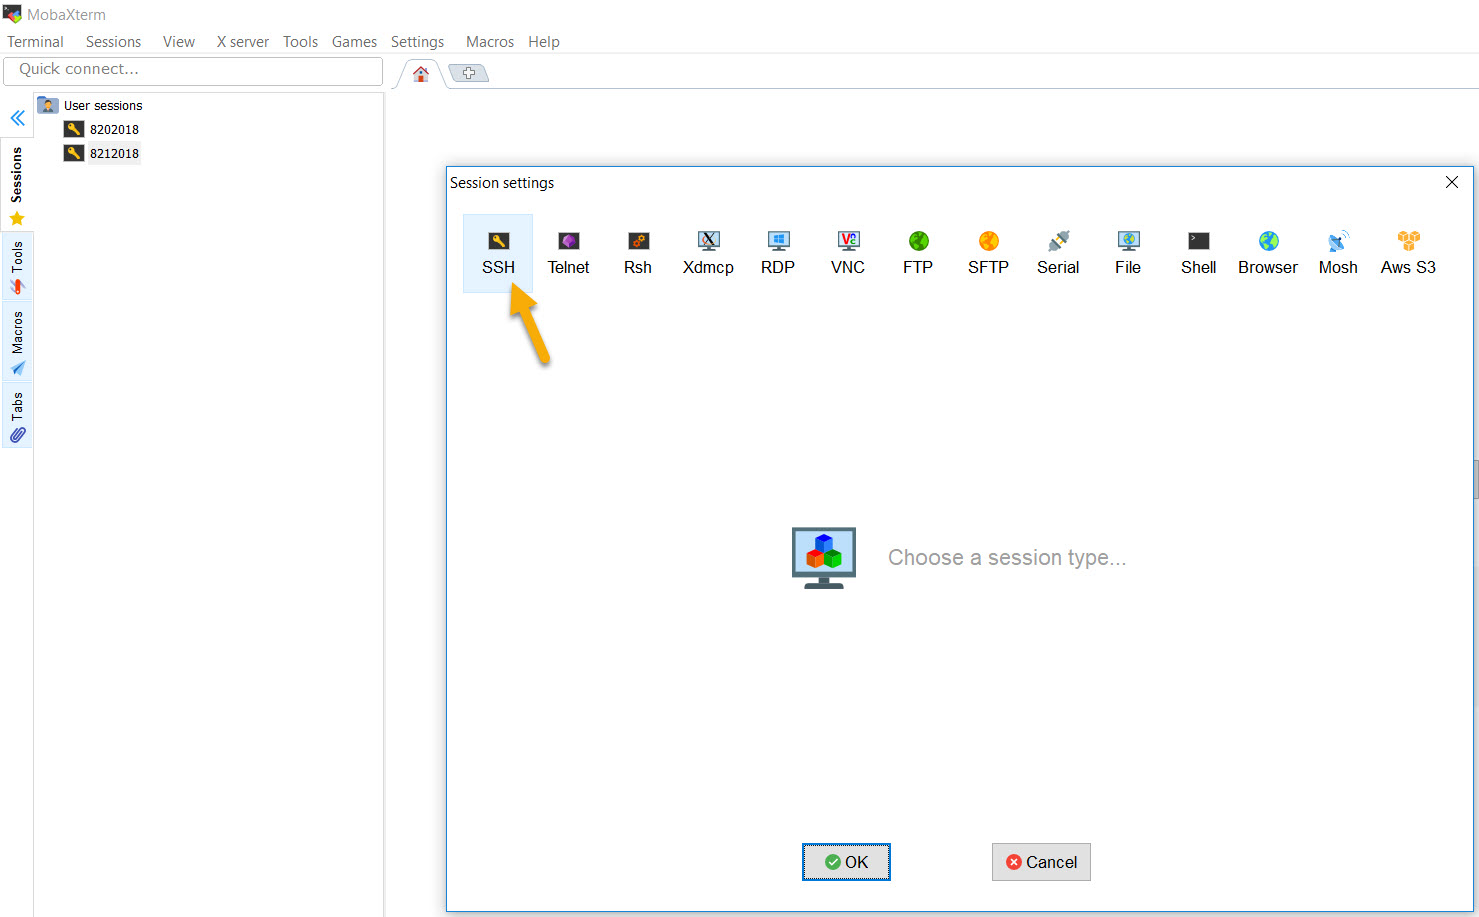 MobaXterm
Terminal Sessions View X server Tools Games Settings Macros Help
Quick connect...
User sessions
8202018
8212018
Sessions
Tools
Macros
Tabs
Session settings
SSH Telnet Rsh Xdmcp RDP VNC FTP SFTP Serial File Shell Browser Mosh Aws S3
Choose a session type...
OK Cancel